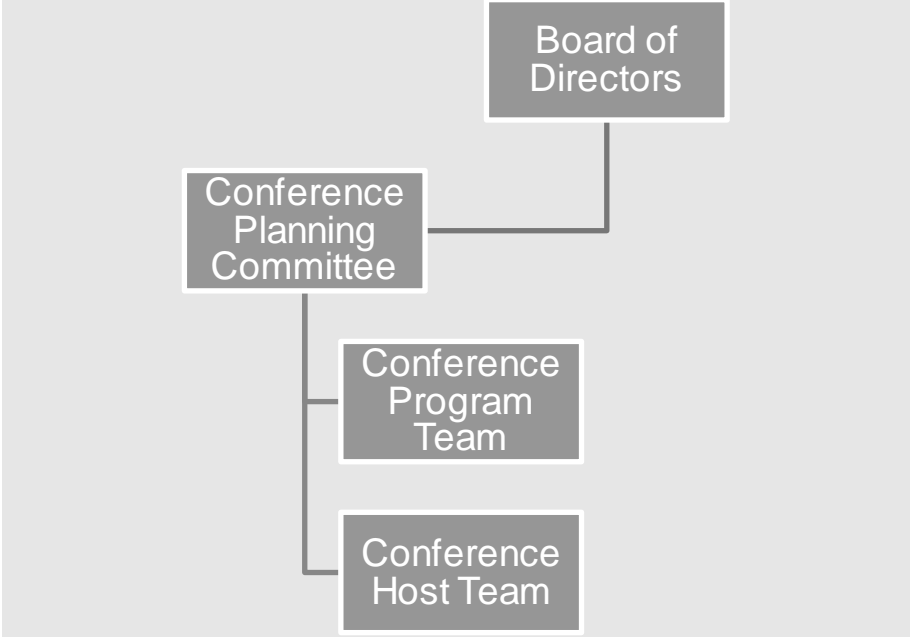 Board of
Directors
Conference
Planning
Committee
Conference
Program
Team
Conference
Host Team